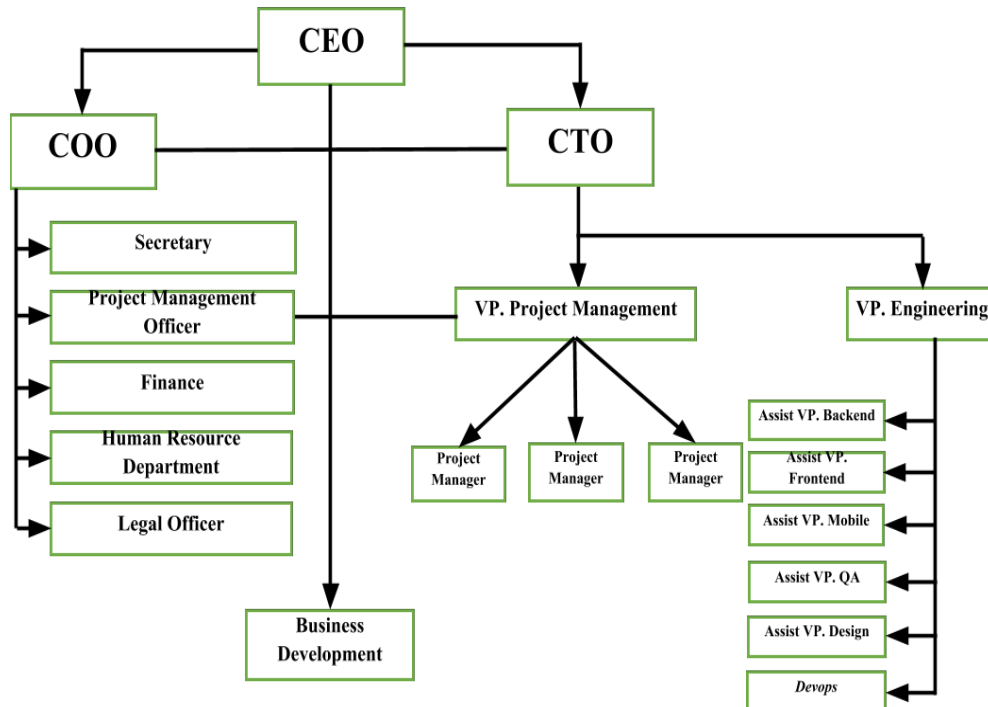 CEO
COO
CTO
Secretary
Project Management
Officer
VP. Project Management
VP. Engineering
Finance
Human Resource
Department
Legal Officer
Project
Manager
Project
Manager
Project
Manager
Assist VP. Backend
Assist VP.
Frontend
Assist VP. Mobile
Assist VP. QA
Assist VP. Design
Devops
Business
Development